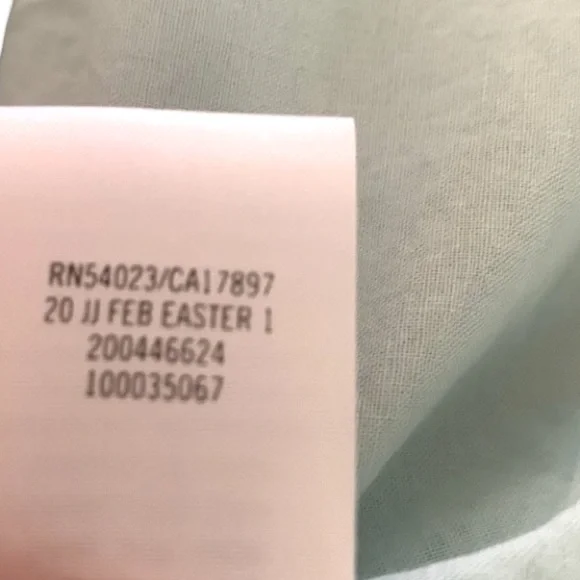 RN54023/CA17897
20 JJ FEB EASTER 1
200446624
100035067